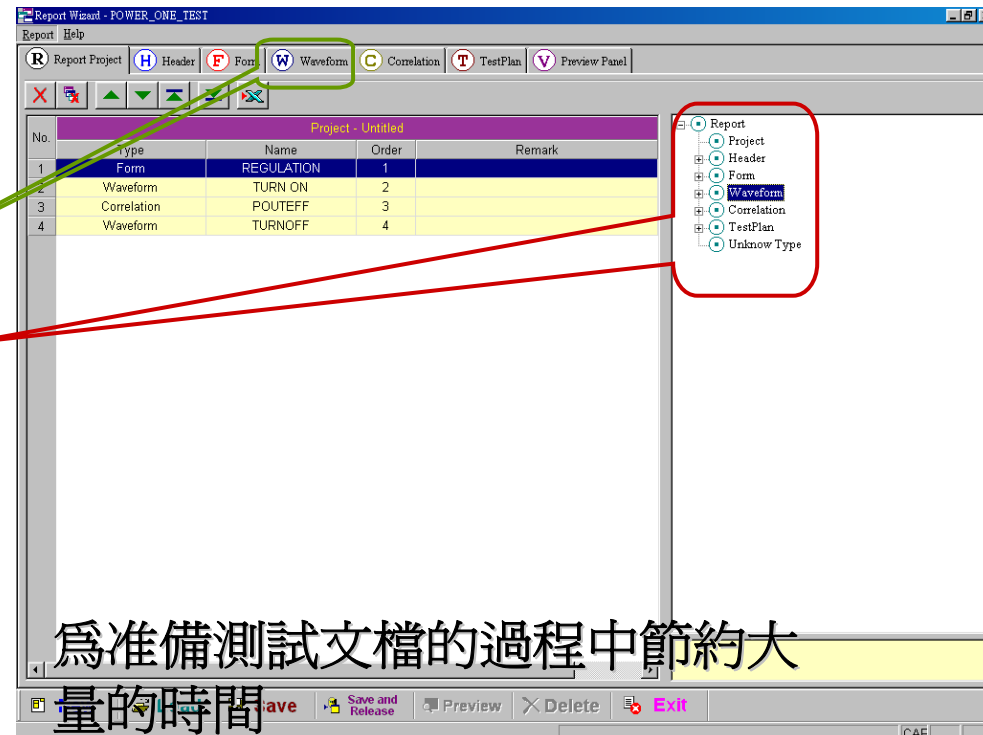 Report Wizard - POWER_ONE_TEST
Report Help
R Report Project H Header F Form W Waveform C Correlation T TestPlan V Preview Panel
No. Project - Untitled
Type Name Order Remark
1 Form REGULATION 1
2 Waveform TURN ON 2
3 Correlation POUTEFF 3
4 Waveform TURNOFF 4
Report
Project
Header
Form
Waveform
Correlation
TestPlan
Unknow Type
爲准備測試文檔的過程中節約大
量的時間
Save and Release Preview Delete Exit